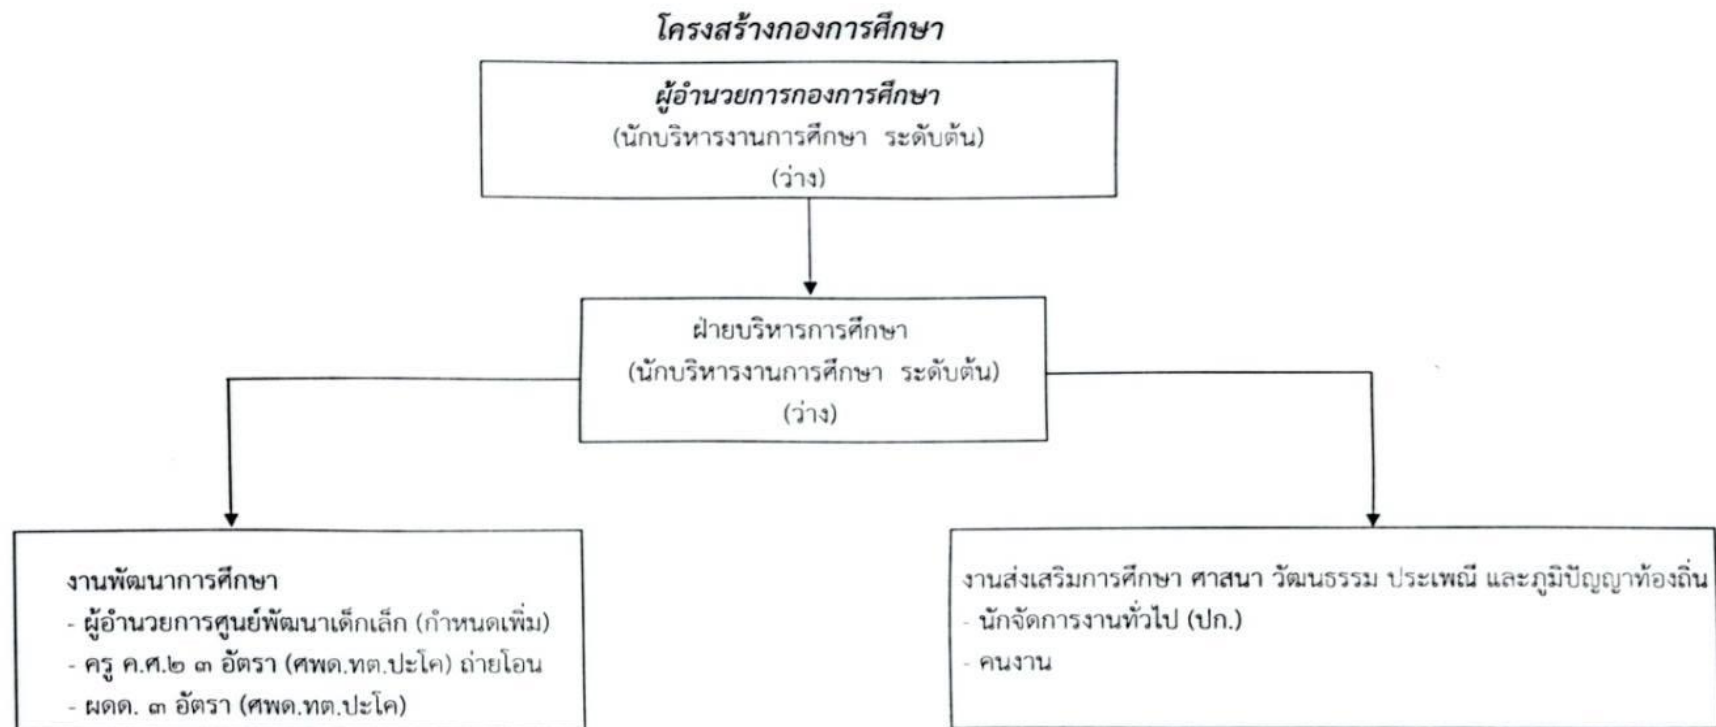 โครงสร้างกองการศึกษา
ผู้อำนวยการกองการศึกษา
(นักบริหารงานการศึกษา ระดับต้น)
(ว่าง)
ฝ่ายบริหารการศึกษา
(นักบริหารงานการศึกษา ระดับต้น)
(ว่าง)
งานพัฒนาการศึกษา
- ผู้อำนวยการศูนย์พัฒนาเด็กเล็ก (กำหนดเพิ่ม)
- ครู ค.ศ.๒ ๓ อัตรา (ศพด.ทต.ปะโค) ถ่ายโอน
- ผดด. ๓ อัตรา (ศพด.ทต.ปะโค)
งานส่งเสริมการศึกษา ศาสนา วัฒนธรรม ประเพณี และภูมิปัญญาท้องถิ่น
- นักจัดการงานทั่วไป (ปก.)
- คนงาน